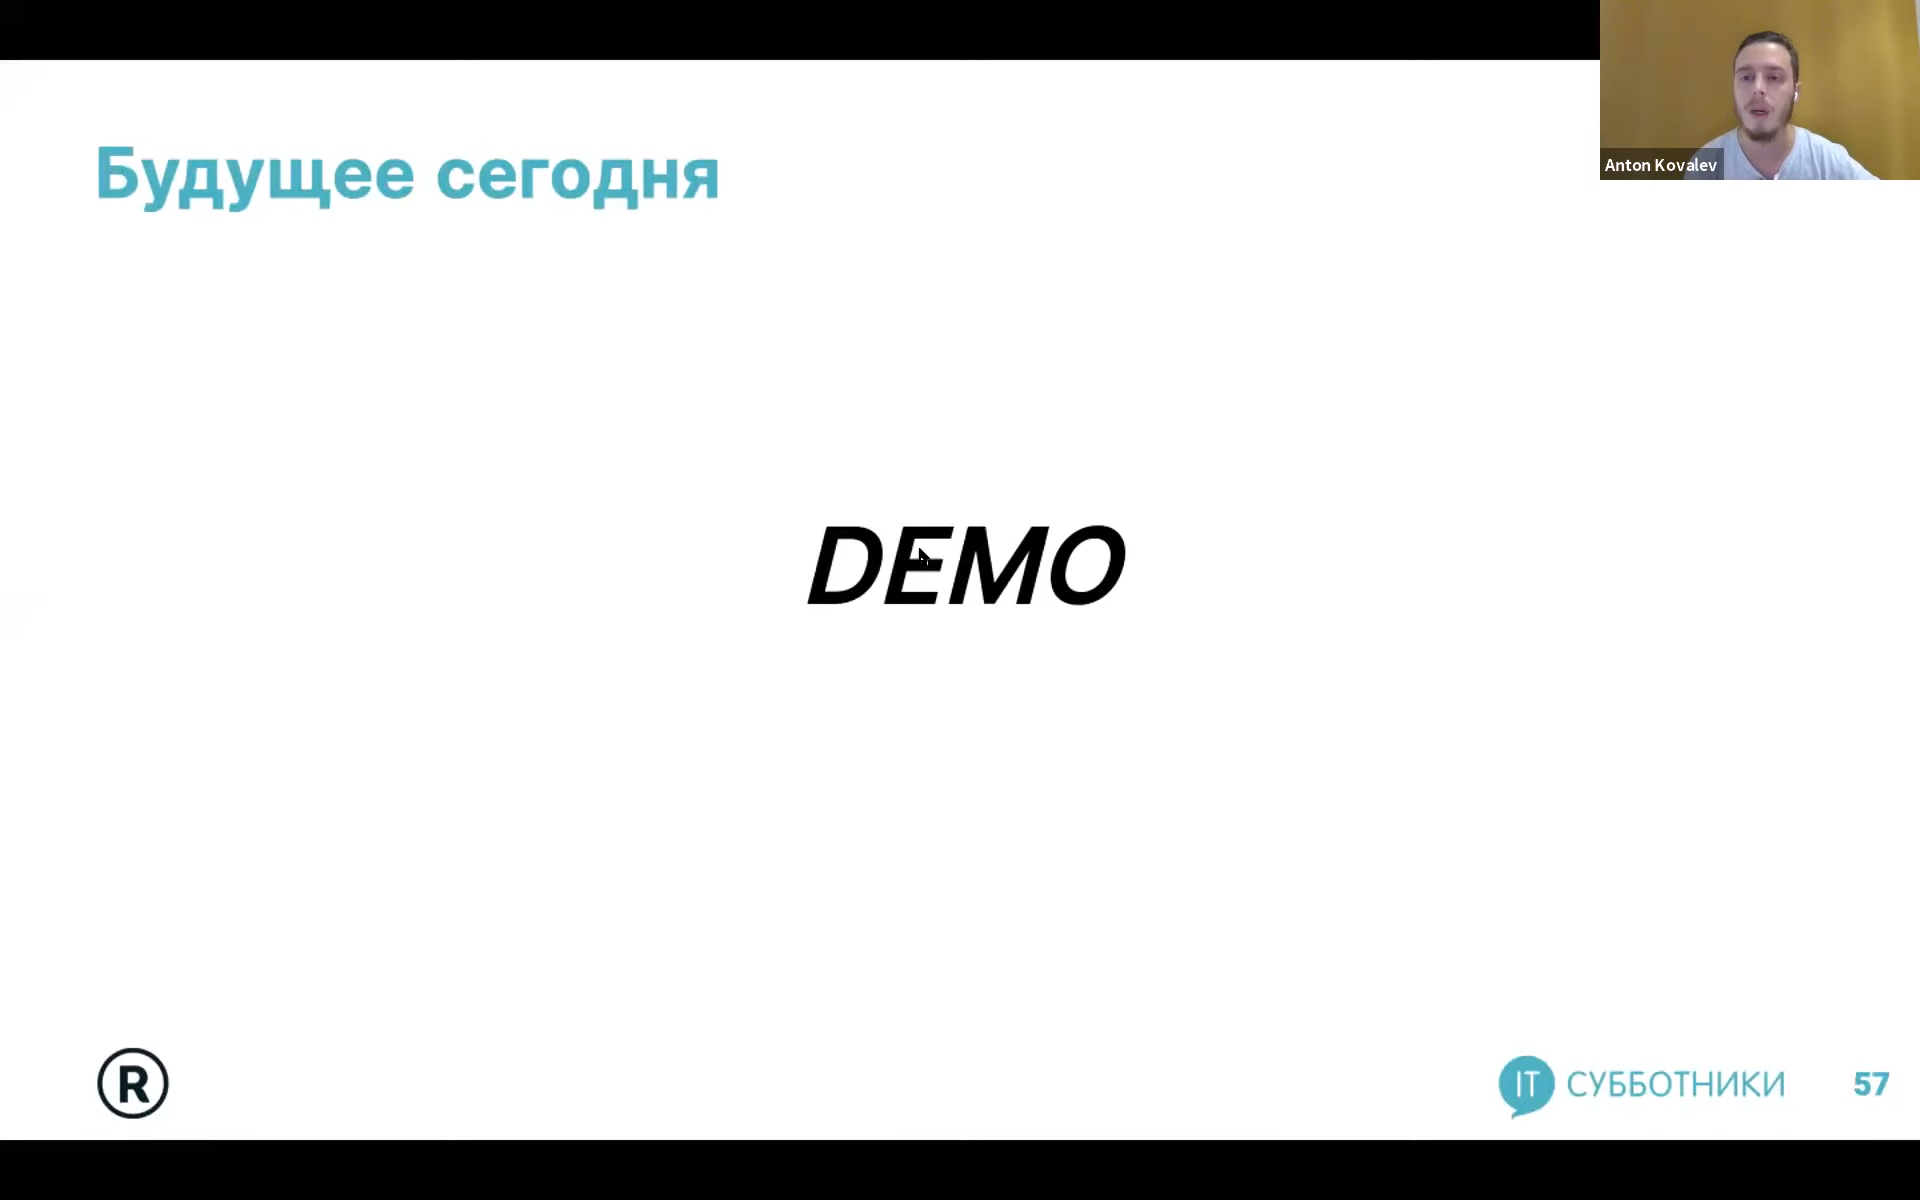 Anton Kovalev
Будущее сегодня
DEMO
R
IT СУББОТНИКИ 57